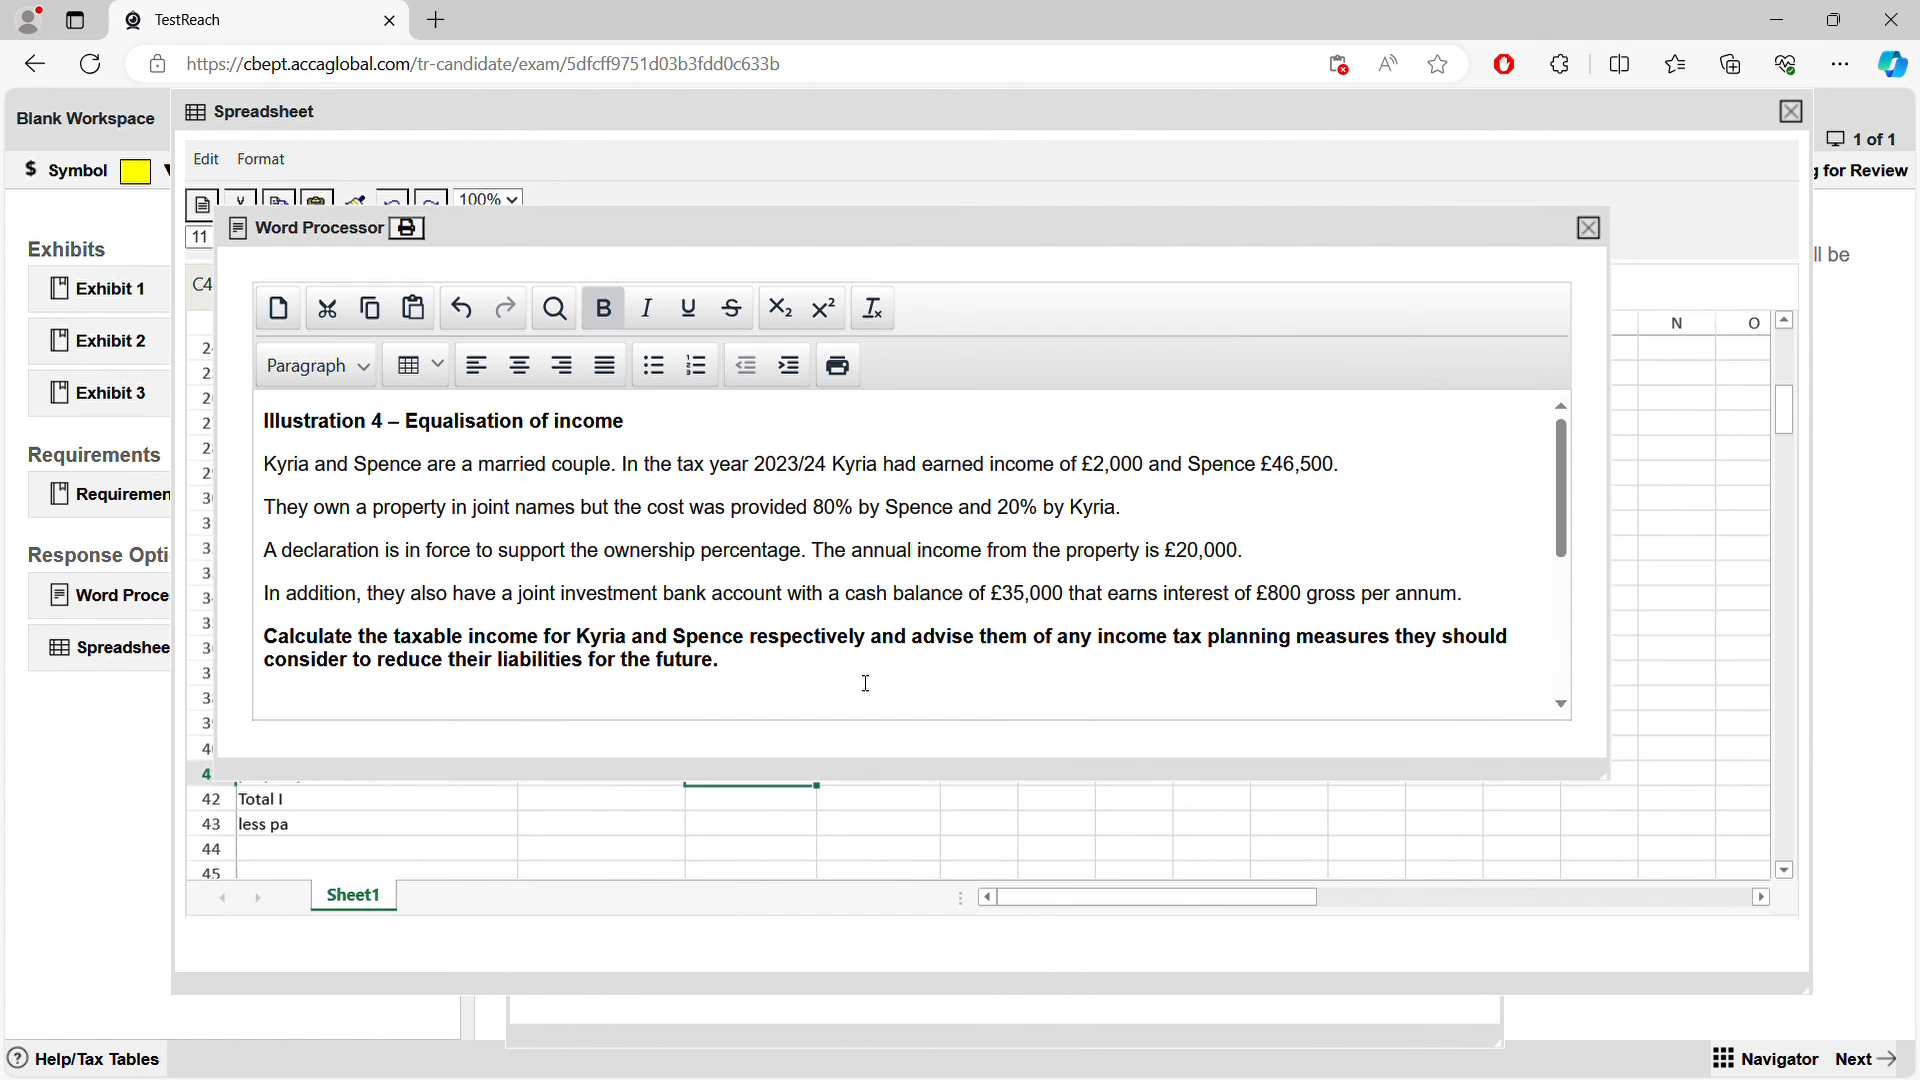 TestReach
https://cbept.accaglobal.com/tr-candidate/exam/5dfcff9751d03b3fdd0c633b
Blank Workspace
Spreadsheet
1 of 1
$ Symbol
Edit Format
for Review
100%
11
Word Processor
Exhibits
ll be
Exhibit 1
C4
Exhibit 2
N O
Paragraph
Exhibit 3
Illustration 4 – Equalisation of income
Requirements
Kyria and Spence are a married couple. In the tax year 2023/24 Kyria had earned income of £2,000 and Spence £46,500.
Requiremen
They own a property in joint names but the cost was provided 80% by Spence and 20% by Kyria.
Response Opti
A declaration is in force to support the ownership percentage. The annual income from the property is £20,000.
Word Proce
In addition, they also have a joint investment bank account with a cash balance of £35,000 that earns interest of £800 gross per annum.
Spreadshee
Calculate the taxable income for Kyria and Spence respectively and advise them of any income tax planning measures they should
consider to reduce their liabilities for the future.
42 Total I
43 less pa
44
45
Sheet1
Help/Tax Tables
Navigator Next